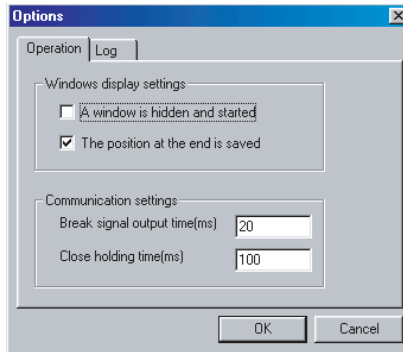 Options
Operation Log
Windows display settings
A window is hidden and started
The position at the end is saved
Communication settings
Break signal output time(ms) 20
Close holding time(ms) 100
OK Cancel